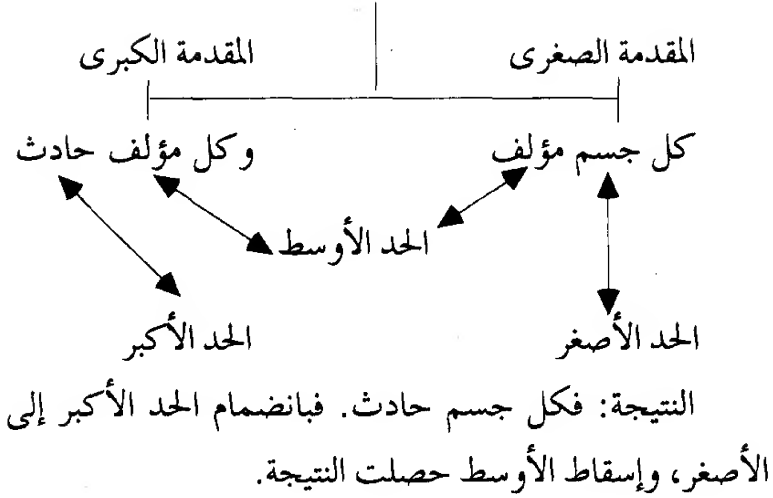 المقدمة الصغرى المقدمة الكبرى
كل جسم مؤلف وكل مؤلف حادث
الحد الأوسط
الحد الأصغر الحد الأكبر
النتيجة: فكل جسم حادث. فبانضمام الحد الأكبر إلى
الأصغر، وإسقاط الأوسط حصلت النتيجة.